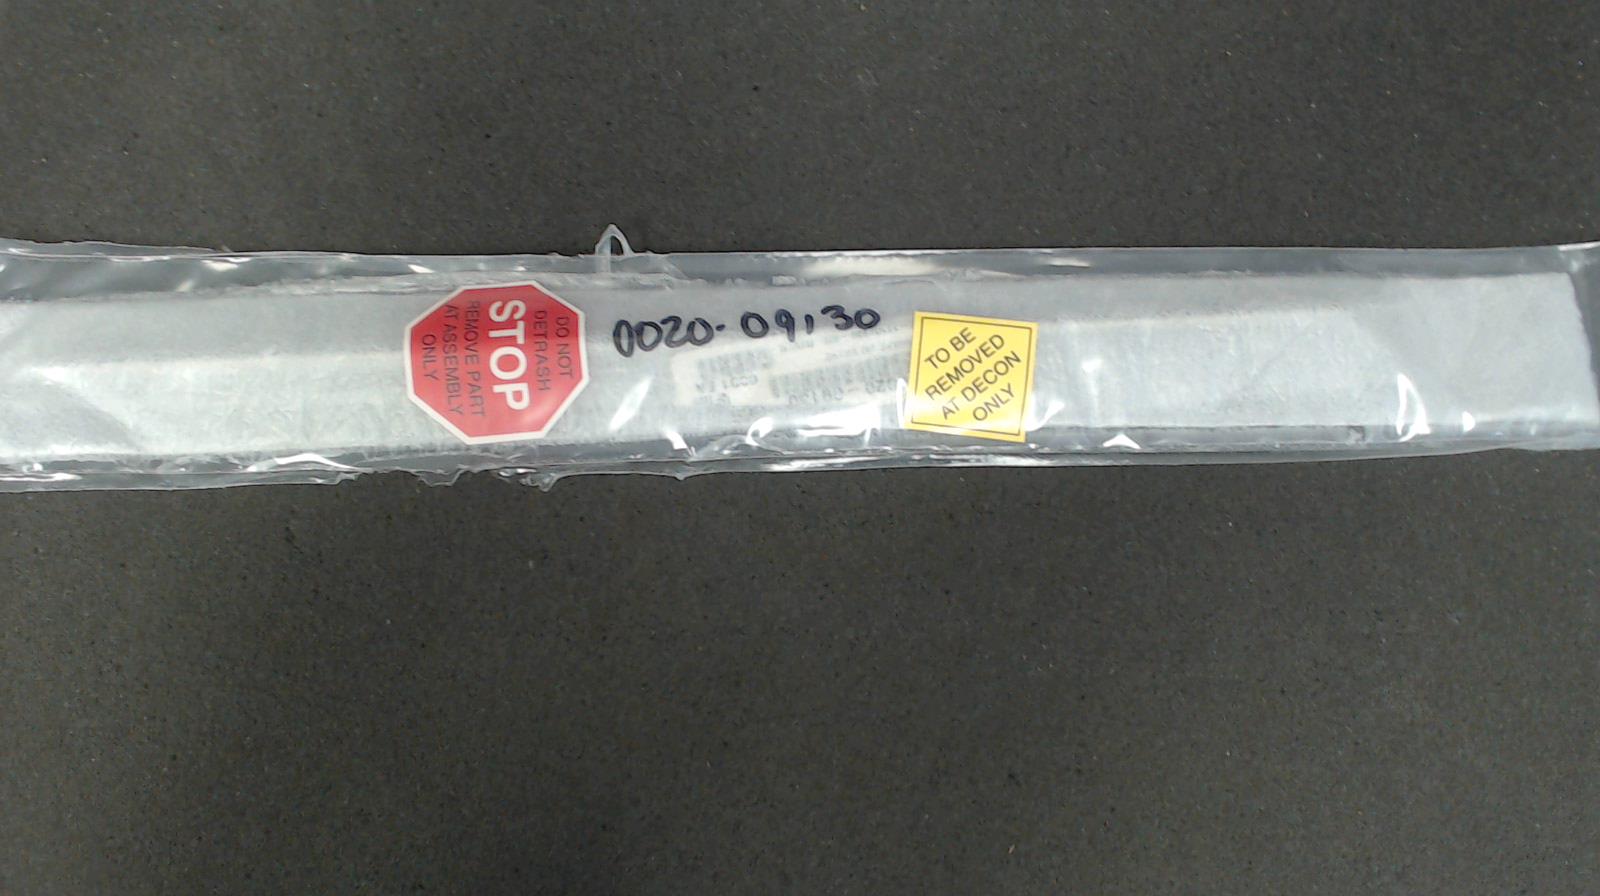 DO NOT
DETRASH
STOP
REMOVE PART
AT ASSEMBLY
ONLY
0020-09130
TO BE
REMOVED
AT DECON
ONLY